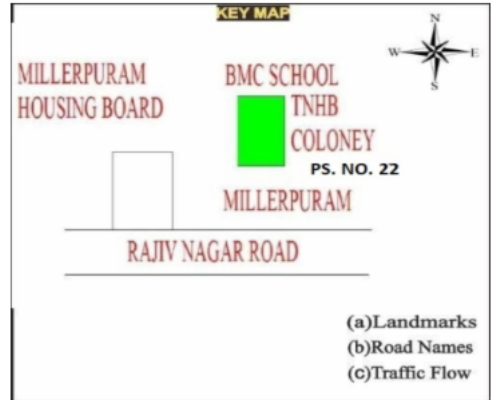 KEY MAP
N
W
E
S
MILLERPURAM
HOUSING BOARD
BMC SCHOOL
TNHB
COLONEY
PS. NO. 22
MILLERPURAM
RAJIV NAGAR ROAD
(a)Landmarks
(b)Road Names
(c)Traffic Flow